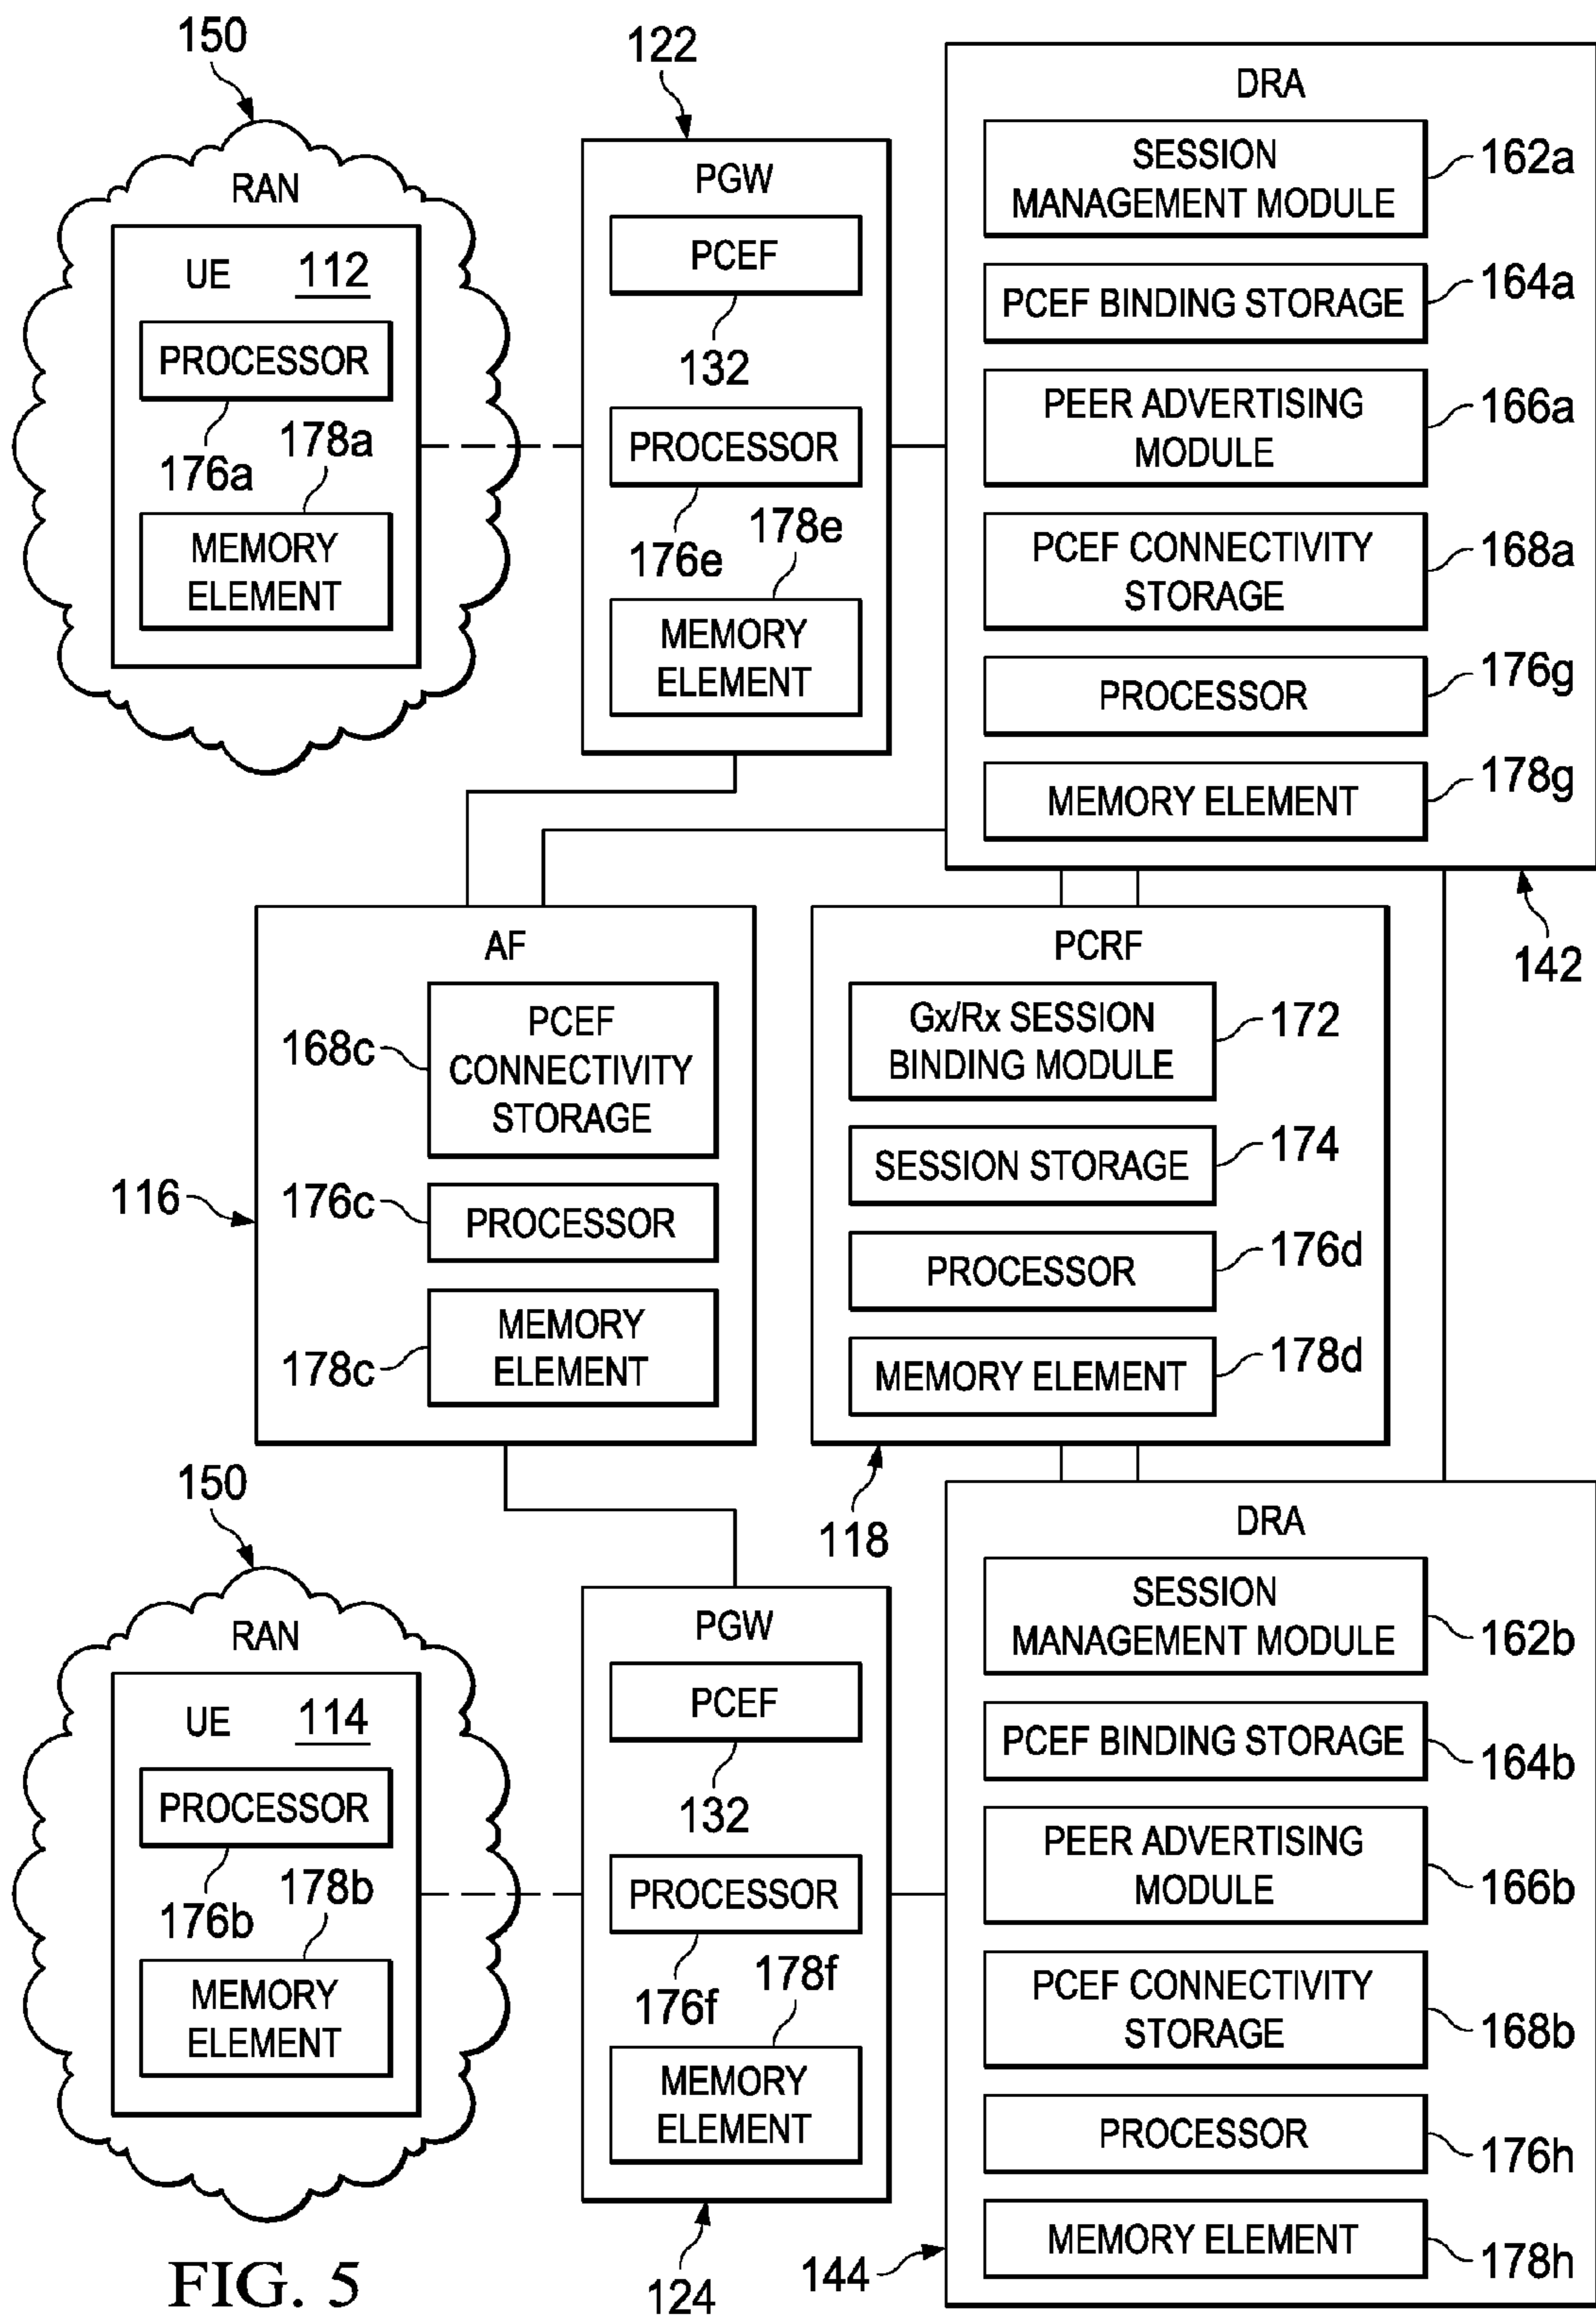 150
RAN
UE 112
PROCESSOR
176a
178a
MEMORY
ELEMENT
122
PGW
PCEF
132
PROCESSOR
176e
178e
MEMORY
ELEMENT
DRA
SESSION
MANAGEMENT MODULE
162a
PCEF BINDING STORAGE
164a
PEER ADVERTISING
MODULE
166a
PCEF CONNECTIVITY
STORAGE
168a
PROCESSOR
176g
MEMORY ELEMENT
178g
142
AF
PCEF
CONNECTIVITY
STORAGE
168c
PROCESSOR
176c
MEMORY
ELEMENT
178c
116
PCRF
Gx/Rx SESSION
BINDING MODULE
172
SESSION STORAGE
174
PROCESSOR
176d
MEMORY ELEMENT
178d
118
150
RAN
UE 114
PROCESSOR
176b
178b
MEMORY
ELEMENT
PGW
PCEF
132
PROCESSOR
176f
178f
MEMORY
ELEMENT
124
DRA
SESSION
MANAGEMENT MODULE
162b
PCEF BINDING STORAGE
164b
PEER ADVERTISING
MODULE
166b
PCEF CONNECTIVITY
STORAGE
168b
PROCESSOR
176h
MEMORY ELEMENT
178h
144
FIG. 5